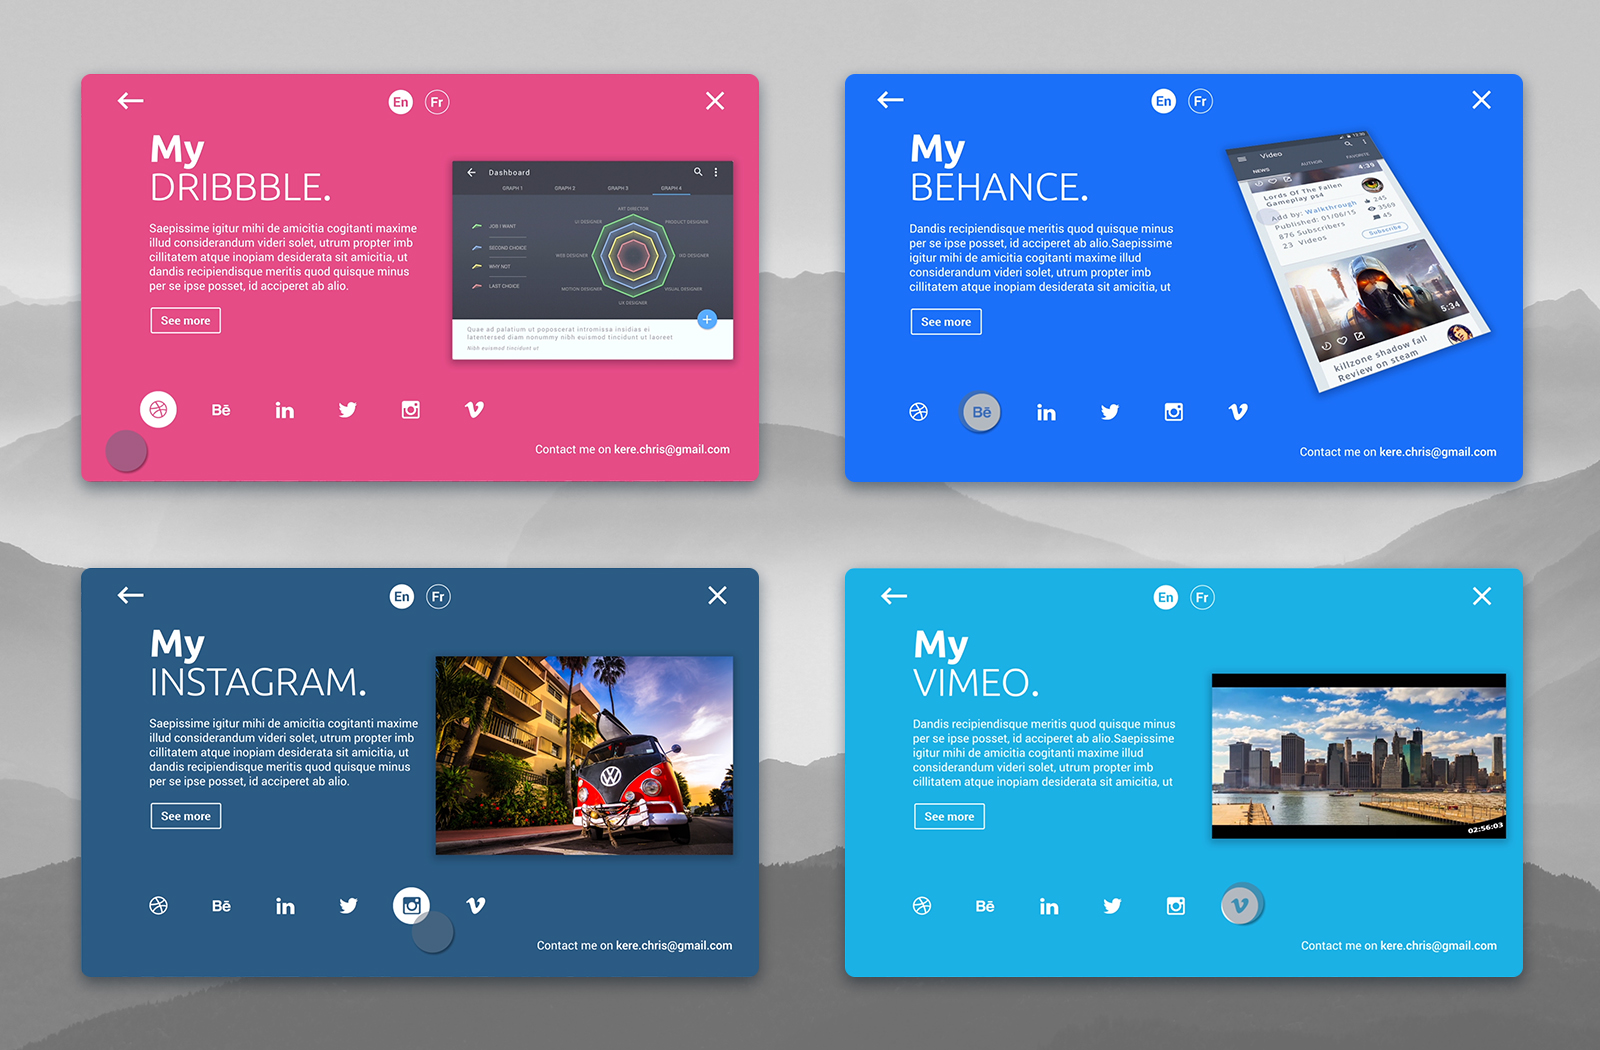 En Fr
My
DRIBBBLE.
Saepissime igitur mihi de amicitia cogitanti maxime
illud considerandum videri solet, utrum propter imb
cillitatem atque inopiam desiderata sit amicitia, ut
dandis recipiendisque meritis quod quisque minus
per se ipse posset, id acciperet ab alio.
See more
Dashboard
GRAPH 1 GRAPH 2 GRAPH 3 GRAPH 4
ART DIRECTOR
UI DESIGNER PRODUCT DESIGNER
JOB I WANT
SECOND CHOICE
WEB DESIGNER IXD DESIGNER
WHY NOT
LAST CHOICE
MOTION DESIGNER VISUAL DESIGNER
UX DESIGNER
Quae ad palatium ut poposcerat intromissa insidias ei
latentersed diam nonummy nibh euismod tincidunt ut laoreet
Nibh euismod tincidunt ut
Bē in
Contact me on kere.chris@gmail.com
En Fr
My
BEHANCE.
Dandis recipiendisque meritis quod quisque minus
per se ipse posset, id acciperet ab alio.Saepissime
igitur mihi de amicitia cogitanti maxime illud
considerandum videri solet, utrum propter imb
cillitatem atque inopiam desiderata sit amicitia, ut
See more
12:30
Video
NEWS AUTHOR FAVORITE
4:39
Lords Of The Fallen
Gameplay ps4
Add by: Walkthrough
Published: 01/06/15
876 Subscribers
23 Videos
245
3569
45
Subscribe
5:34
killzone shadow fall
Review on steam
Bē in
Contact me on kere.chris@gmail.com
En Fr
My
INSTAGRAM.
Saepissime igitur mihi de amicitia cogitanti maxime
illud considerandum videri solet, utrum propter imb
cillitatem atque inopiam desiderata sit amicitia, ut
dandis recipiendisque meritis quod quisque minus
per se ipse posset, id acciperet ab alio.
See more
Bē in
Contact me on kere.chris@gmail.com
En Fr
My
VIMEO.
Dandis recipiendisque meritis quod quisque minus
per se ipse posset, id acciperet ab alio.Saepissime
igitur mihi de amicitia cogitanti maxime illud
considerandum videri solet, utrum propter imb
cillitatem atque inopiam desiderata sit amicitia, ut
See more
02:56:03
Bē in
Contact me on kere.chris@gmail.com